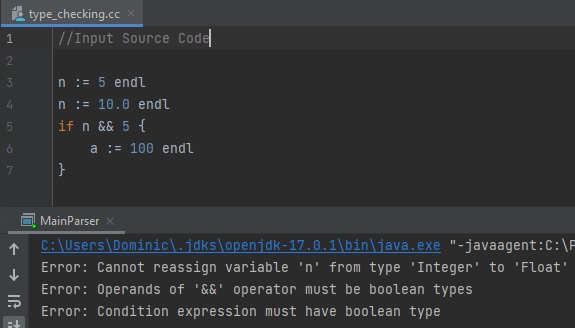 type_checking.cc
1 //Input Source Code
2
3 n := 5 endl
4 n := 10.0 endl
5 if n && 5 {
6 a := 100 endl
7 }
MainParser
C:\Users\Dominic\.jdks\openjdk-17.0.1\bin\java.exe "-javaagent:C:\P
Error: Cannot reassign variable 'n' from type 'Integer' to 'Float'
Error: Operands of '&&' operator must be boolean types
Error: Condition expression must have boolean type